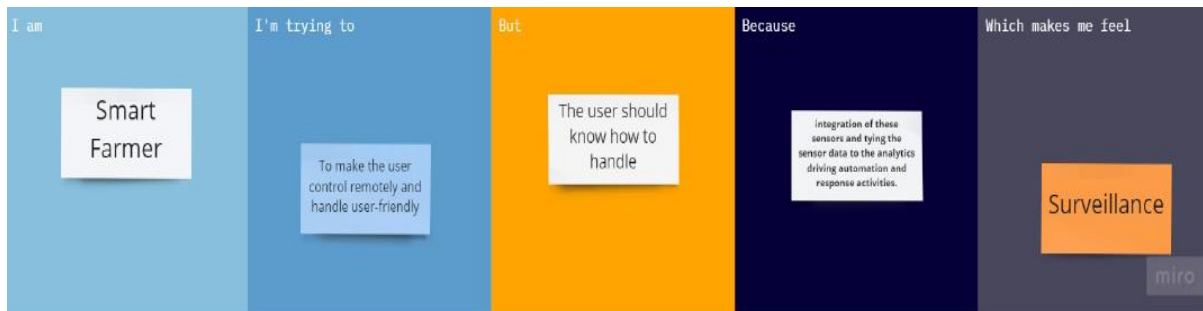 I am
Smart
Farmer
I'm trying to
To make the user
control remotely and
handle user-friendly
But
The user should
know how to
handle
Because
integration of these
sensors and tying the
sensor data to the analytics
driving automation and
response activities.
Which makes me feel
Surveillance
miro